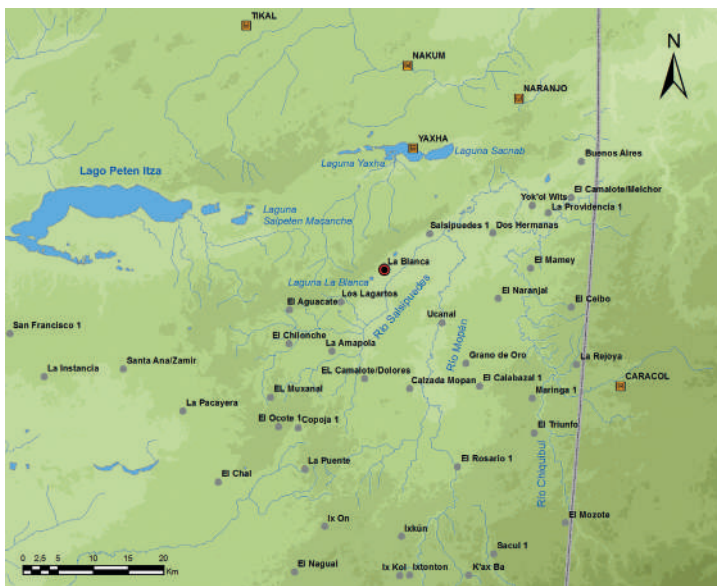 TIKAL
N
NAKUM
NARANJO
YAXHA
Laguna Sacnab
Laguna Yaxha
Buenos Aires
Lago Peten Itza
El Camalote/Melchor
Yok'ol Wits
La Providencia 1
Laguna
Salpeten Macanche
Salsipuedes 1
Dos Hermanas
La Blanca
El Mamey
Laguna La Blanca
El Naranjal
Los Lagartos
El Aguacate
El Ceibo
Río Salsipuedes
Ucanal
San Francisco 1
El Chilonche
Río Mopán
La Amapola
Grano de Oro
La Rejoya
Santa Ana/Zamir
La Instancia
EL Camalote/Dolores
Calzada Mopan
El Calabazal 1
CARACOL
EL Muxanal
Maringa 1
La Pacayera
El Ocote 1
Copoja 1
El Triunfo
La Puente
El Rosario 1
El Chal
Río Chiquibul
Ix On
El Mozote
Ixkún
Sacul 1
0 2,5 5 10 15 20
Km
El Nagual
Ix Kol
Ixtonton
K'ax Ba